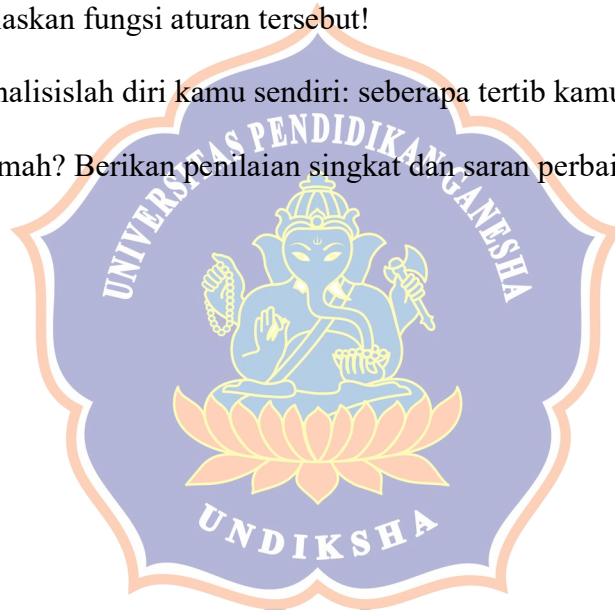 askan fungsi aturan tersebut!
nalisislah diri kamu sendiri: seberapa tertib kamu
mah? Berikan penilaian singkat dan saran perbai
UNIVERSITAS PENDIDIKAN GANESHA
UNDIKSHA